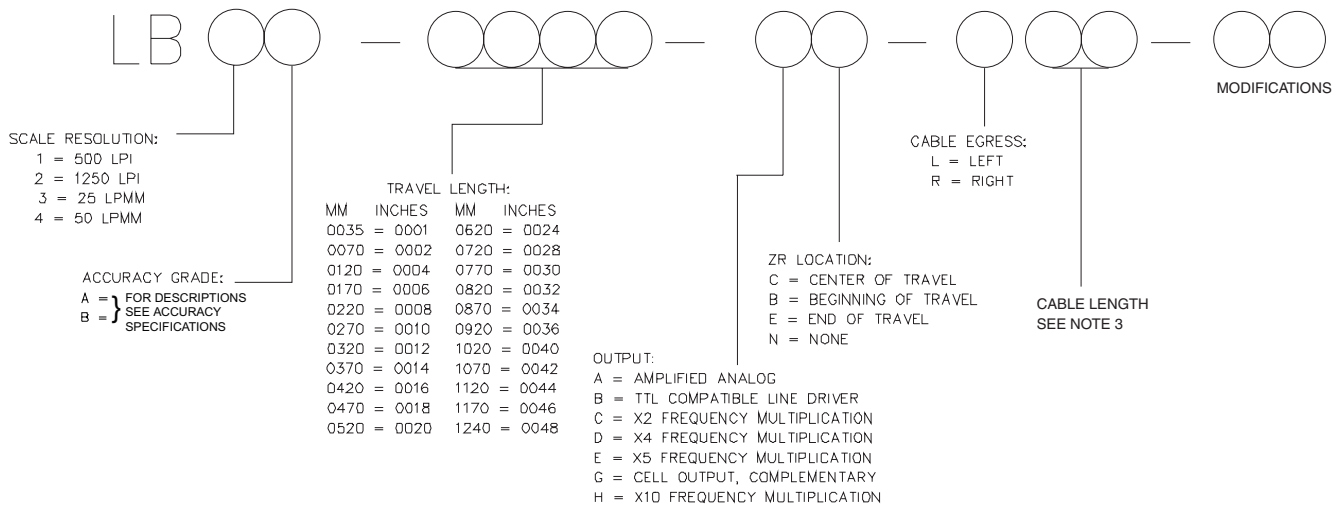 LB — — — —
MODIFICATIONS
SCALE RESOLUTION:
1 = 500 LPI
2 = 1250 LPI
3 = 25 LPMM
4 = 50 LPMM
ACCURACY GRADE:
A = } FOR DESCRIPTIONS
B = SEE ACCURACY
SPECIFICATIONS
TRAVEL LENGTH:
MM INCHES MM INCHES
0035 = 0001 0620 = 0024
0070 = 0002 0720 = 0028
0120 = 0004 0770 = 0030
0170 = 0006 0820 = 0032
0220 = 0008 0870 = 0034
0270 = 0010 0920 = 0036
0320 = 0012 1020 = 0040
0370 = 0014 1070 = 0042
0420 = 0016 1120 = 0044
0470 = 0018 1170 = 0046
0520 = 0020 1240 = 0048
OUTPUT:
A = AMPLIFIED ANALOG
B = TTL COMPATIBLE LINE DRIVER
C = X2 FREQUENCY MULTIPLICATION
D = X4 FREQUENCY MULTIPLICATION
E = X5 FREQUENCY MULTIPLICATION
G = CELL OUTPUT, COMPLEMENTARY
H = X10 FREQUENCY MULTIPLICATION
ZR LOCATION:
C = CENTER OF TRAVEL
B = BEGINNING OF TRAVEL
E = END OF TRAVEL
N = NONE
CABLE EGRESS:
L = LEFT
R = RIGHT
CABLE LENGTH
SEE NOTE 3